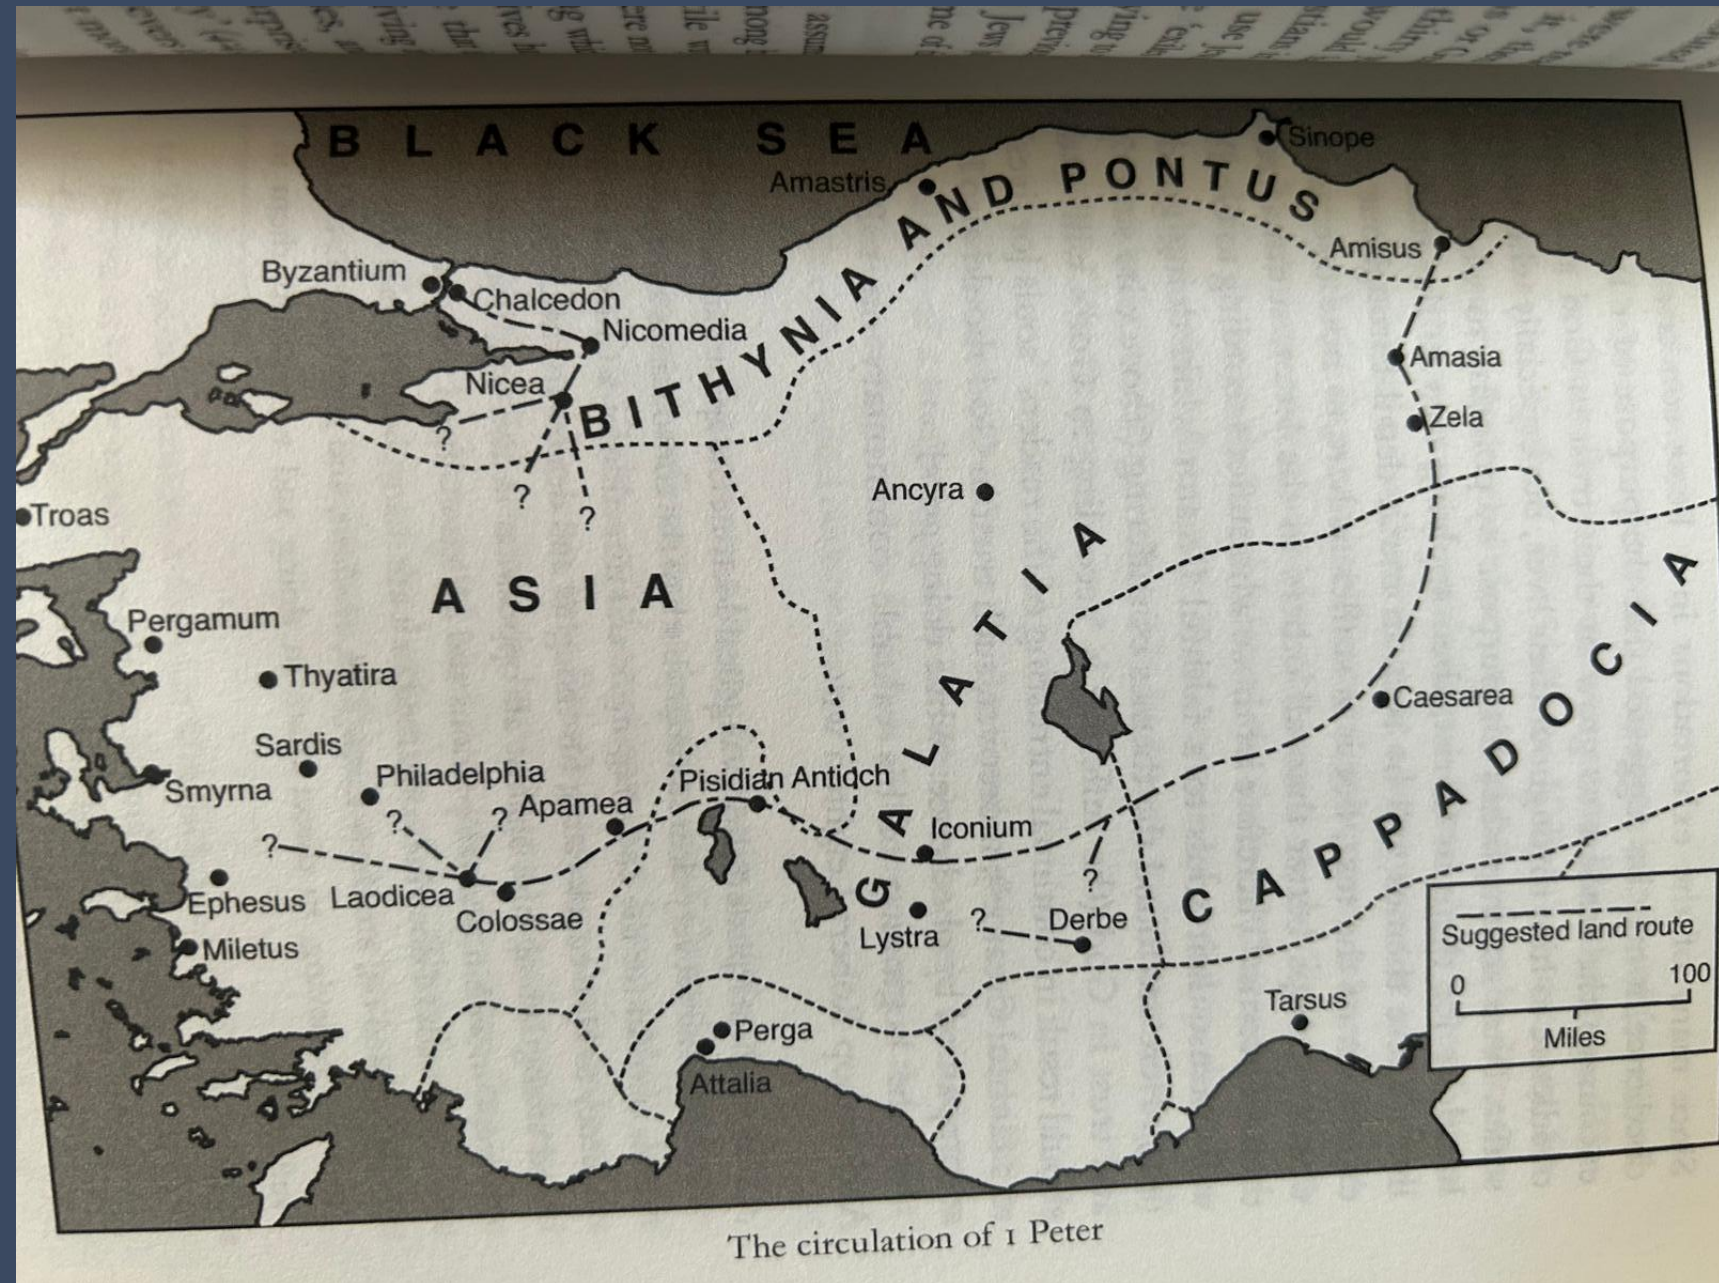 BLACK SEA
Sinope
Amastris
BITHYNIA AND PONTUS
Amisus
Byzantium
Chalcedon
Nicomedia
Amasia
Nicea
Zela
?
?
?
Ancyra
Troas
ASIA
GALATIA
CAPPADOCIA
Pergamum
Thyatira
Caesarea
Sardis
Smyrna
Philadelphia
Pisidian Antioch
Apamea
?
?
?
Iconium
?
Ephesus
Laodicea
Colossae
Lystra
?
Derbe
Miletus
Suggested land route
0 100
Miles
Tarsus
Perga
Attalia
The circulation of 1 Peter